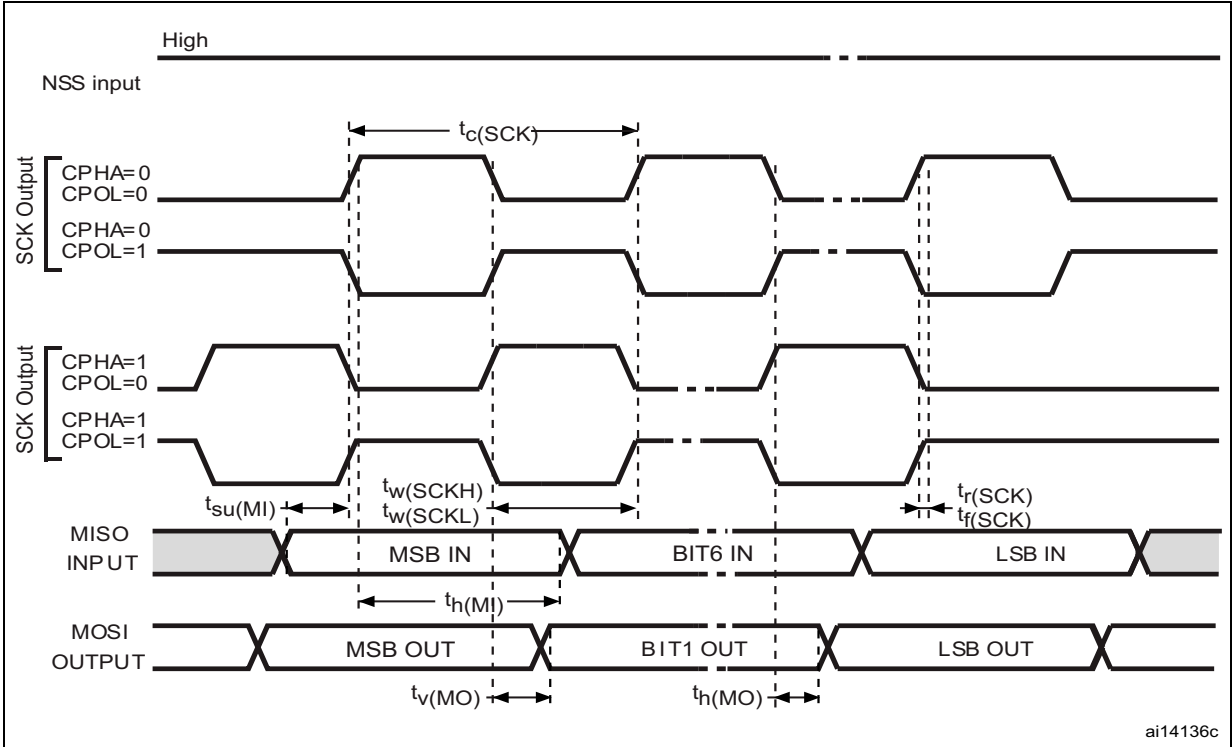 High
NSS input
tc(SCK)
SCK Output
CPHA=0
CPOL=0
CPHA=0
CPOL=1
SCK Output
CPHA=1
CPOL=0
CPHA=1
CPOL=1
tsu(MI)
tw(SCKH)
tw(SCKL)
tr(SCK)
tf(SCK)
MISO
INPUT
MSB IN
BIT6 IN
LSB IN
th(MI)
MOSI
OUTPUT
MSB OUT
BIT1 OUT
LSB OUT
tv(MO)
th(MO)
ai14136c